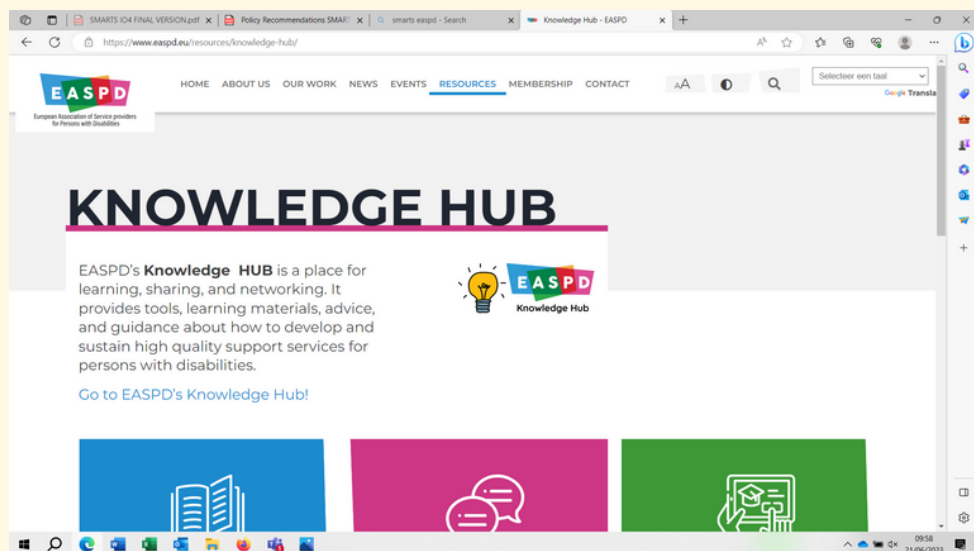 SMARTS IO4 FINAL VERSION.pdf
Policy Recommendations SMART
smarts easpd - Search
Knowledge Hub - EASPD
https://www.easpd.eu/resources/knowledge-hub/
EASPD
European Association of Service providers
for Persons with Disabilities
HOME ABOUT US OUR WORK NEWS EVENTS RESOURCES MEMBERSHIP CONTACT
AA
Selecteer een taal
Google Transla
KNOWLEDGE HUB
EASPD's Knowledge HUB is a place for
learning, sharing, and networking. It
provides tools, learning materials, advice,
and guidance about how to develop and
sustain high quality support services for
persons with disabilities.
EASPD
Knowledge Hub
Go to EASPD's Knowledge Hub!
09:58
21/06/2023